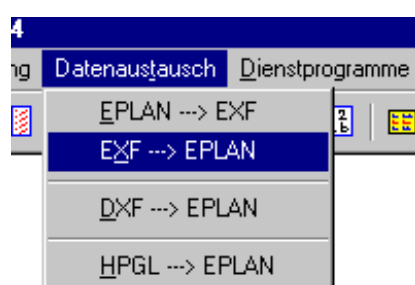 4
ng Datenaustausch Dienstprogramme
EPLAN ---> EXF
EXF ---> EPLAN
DXF ---> EPLAN
HPGL ---> EPLAN